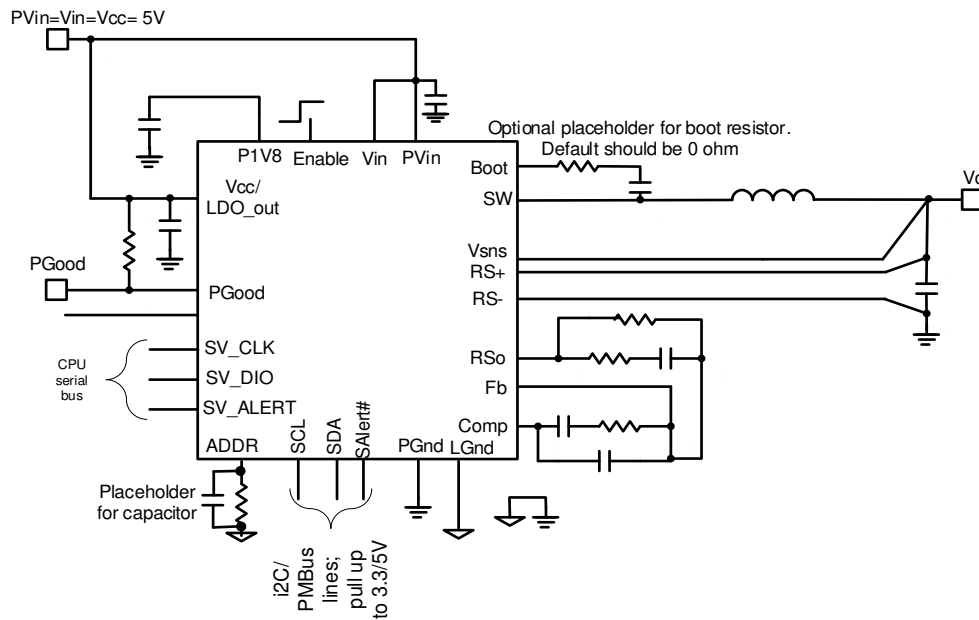 PVin=Vin=Vcc= 5V
Optional placeholder for boot resistor.
Default should be 0 ohm
P1V8
Enable
Vin
PVin
Boot
SW
Vcc/
LDO_out
Vsns
RS+
RS-
PGood
PGood
CPU
serial
bus
SV_CLK
SV_DIO
SV_ALERT
RSo
Fb
Comp
ADDR
SCL
SDA
SAlert#
PGnd
LGnd
Placeholder
for capacitor
i2C/
PMBus
lines;
pull up
to 3.3/5V